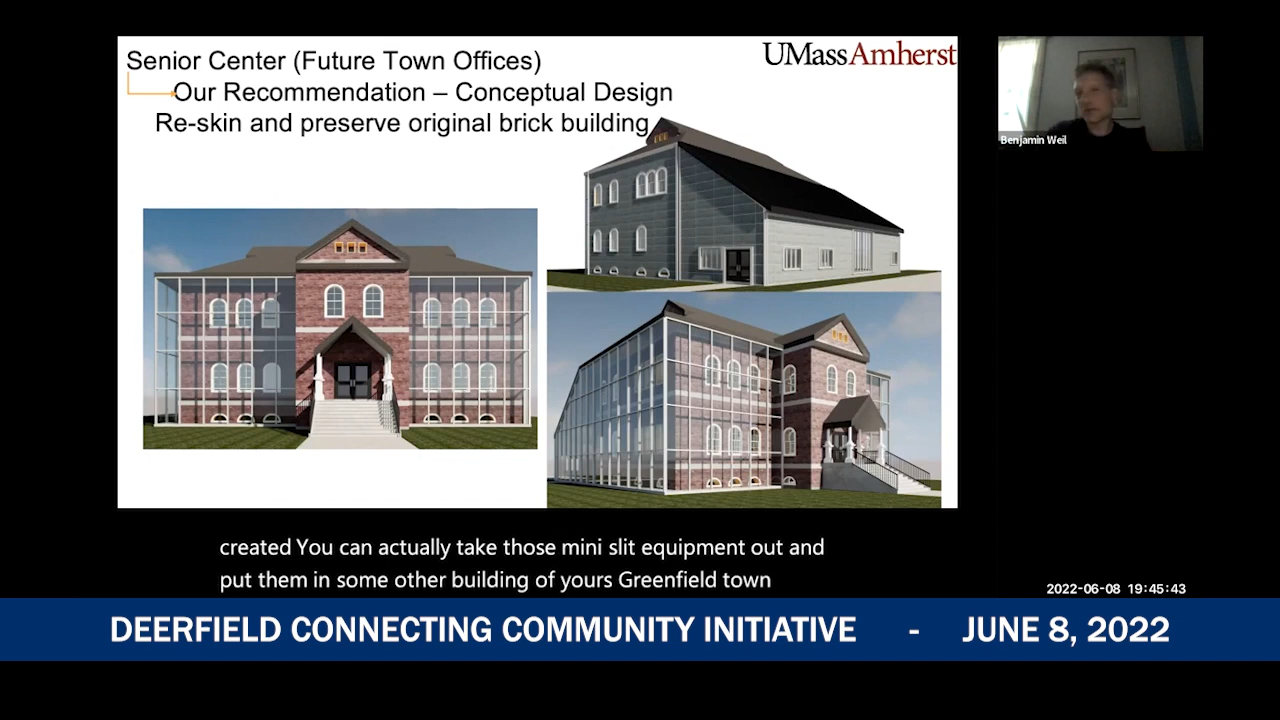 Senior Center (Future Town Offices)
UMassAmherst
Our Recommendation – Conceptual Design
Re-skin and preserve original brick building
Benjamin Weil
created You can actually take those mini slit equipment out and
put them in some other building of yours Greenfield town
2022-06-08 19:45:43
DEERFIELD CONNECTING COMMUNITY INITIATIVE - JUNE 8, 2022